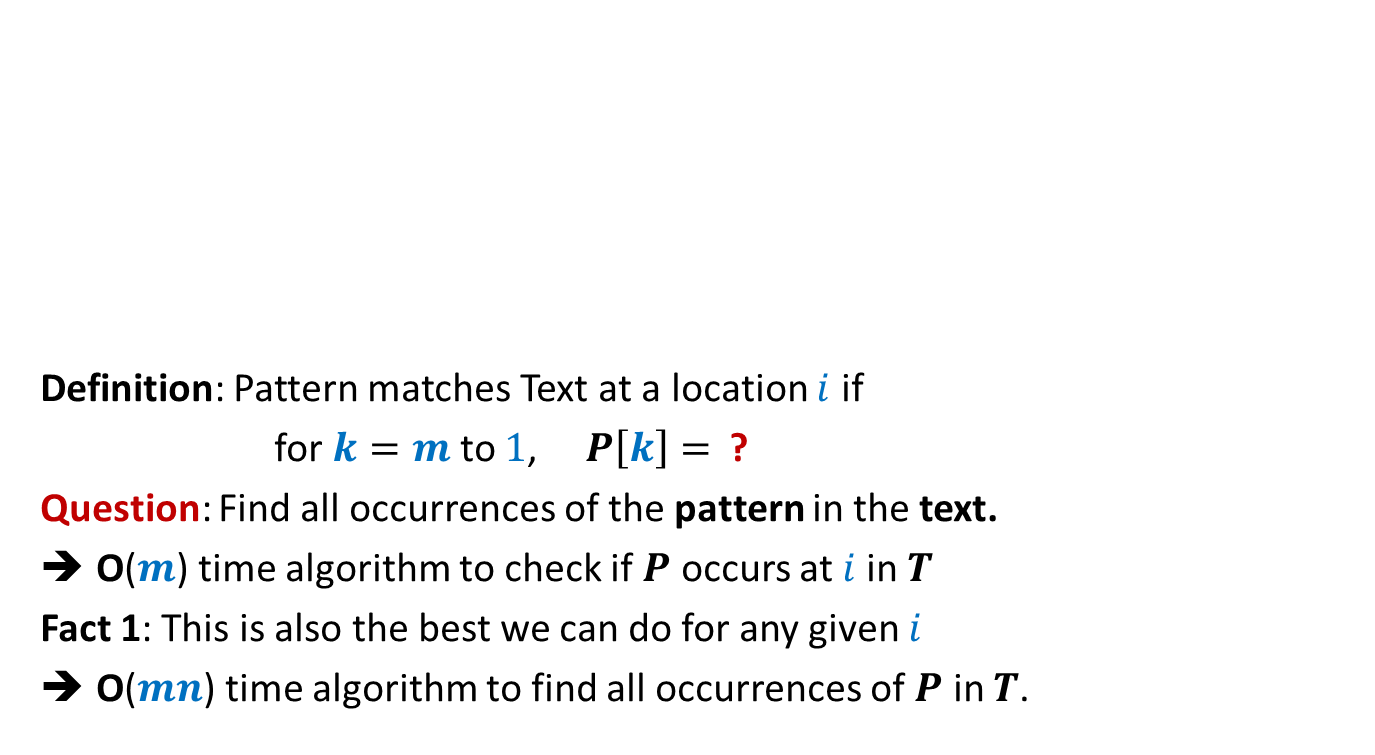 Definition: Pattern matches Text at a location i if
for k = m to 1, P[k] = ?
Question: Find all occurrences of the pattern in the text.
➔ O(m) time algorithm to check if P occurs at i in T
Fact 1: This is also the best we can do for any given i
➔ O(mn) time algorithm to find all occurrences of P in T.